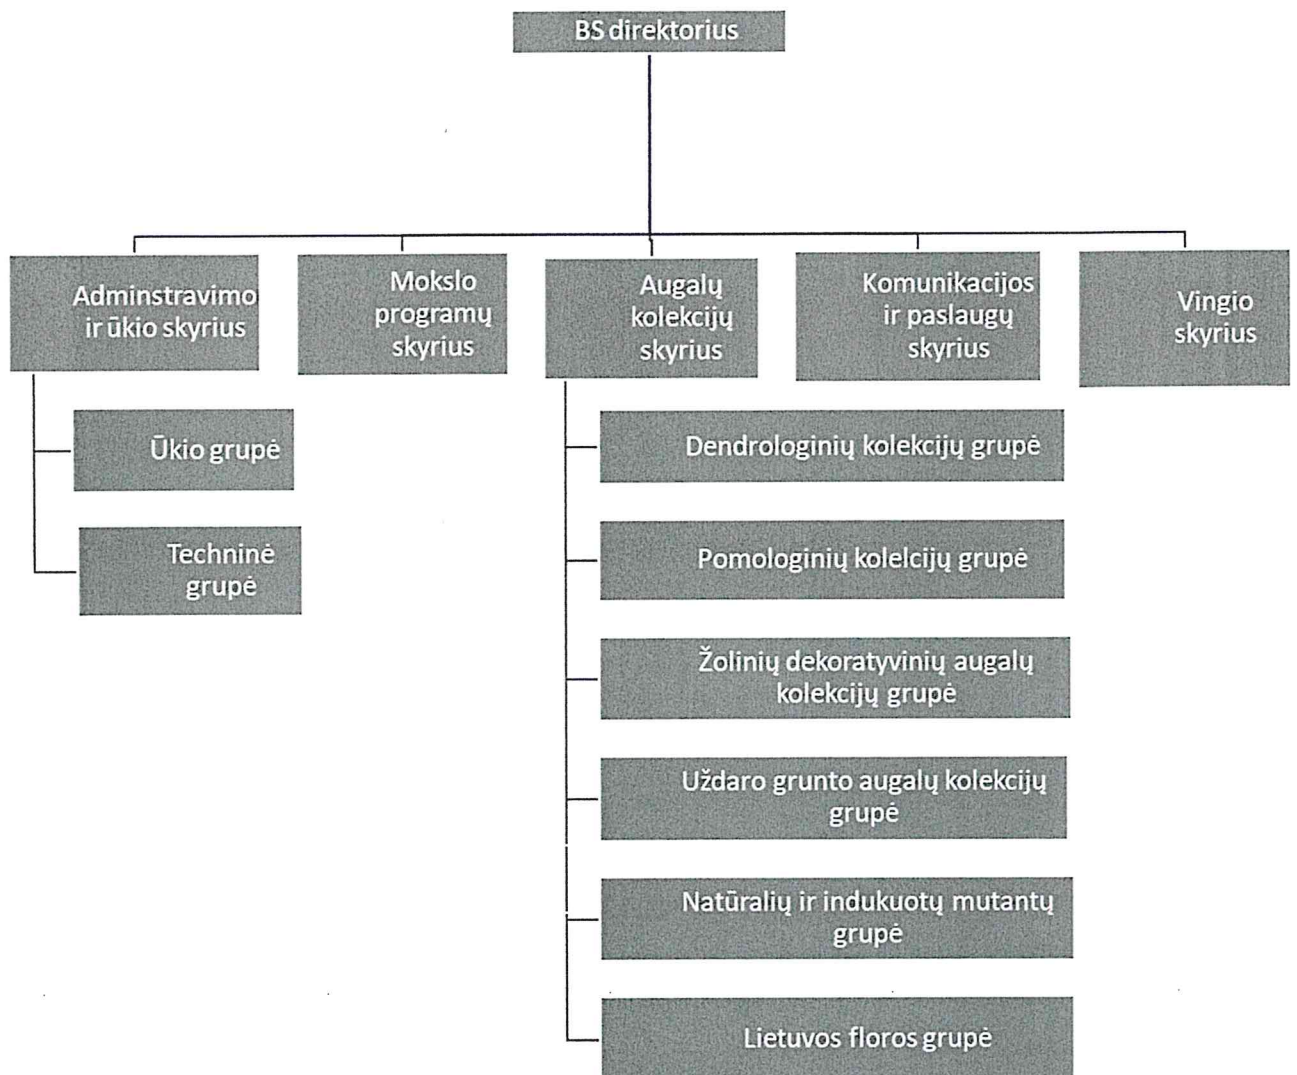 BS direktorius
Adminstravimo
ir ūkio skyrius
Mokslo
programų
skyrius
Augalų
kolekcijų
skyrius
Komunikacijos
ir paslaugų
skyrius
Vingio
skyrius
Ūkio grupė
Techninė
grupė
Dendrologinių kolekcijų grupė
Pomologinių kolelcijų grupė
Žolinių dekoratyvinių augalų
kolekcijų grupė
Uždaro grunto augalų kolekcijų
grupė
Natūralių ir indukuotų mutantų
grupė
Lietuvos floros grupė